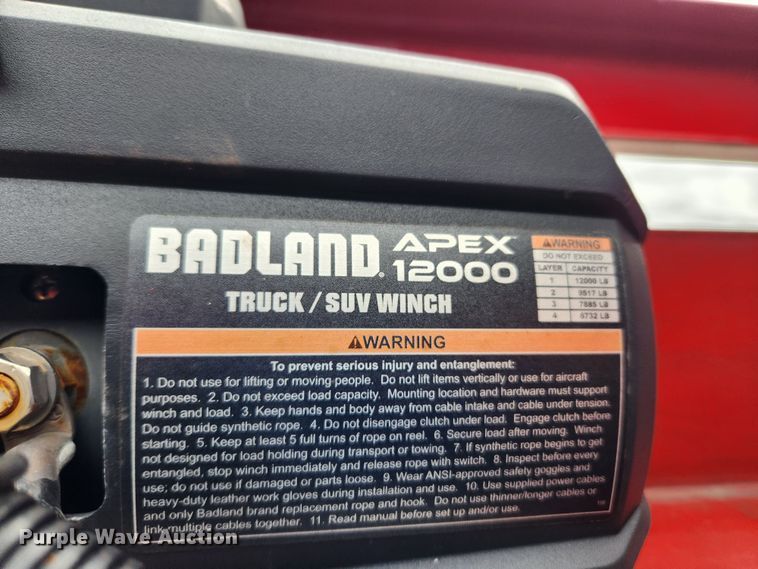 BADLAND® APEX™ 12000
TRUCK / SUV WINCH
⚠WARNING
DO NOT EXCEED
LAYER CAPACITY
1 12000 LB
2 9517 LB
3 7885 LB
4 6732 LB
⚠WARNING
To prevent serious injury and entanglement:
1. Do not use for lifting or moving people. Do not lift items vertically or use for aircraft
purposes. 2. Do not exceed load capacity. Mounting location and hardware must support
winch and load. 3. Keep hands and body away from cable intake and cable under tension.
Do not guide synthetic rope. 4. Do not disengage clutch under load. Engage clutch before
starting. 5. Keep at least 5 full turns of rope on reel. 6. Secure load after moving. Winch
not designed for load holding during transport or towing. 7. If synthetic rope begins to get
entangled, stop winch immediately and release rope with switch. 8. Inspect before every
use; do not use if damaged or parts loose. 9. Wear ANSI-approved safety goggles and
heavy-duty leather work gloves during installation and use. 10. Use supplied power cables
and only Badland brand replacement rope and hook. Do not use thinner/longer cables or
link multiple cables together. 11. Read manual before set up and/or use.
Purple Wave Auction